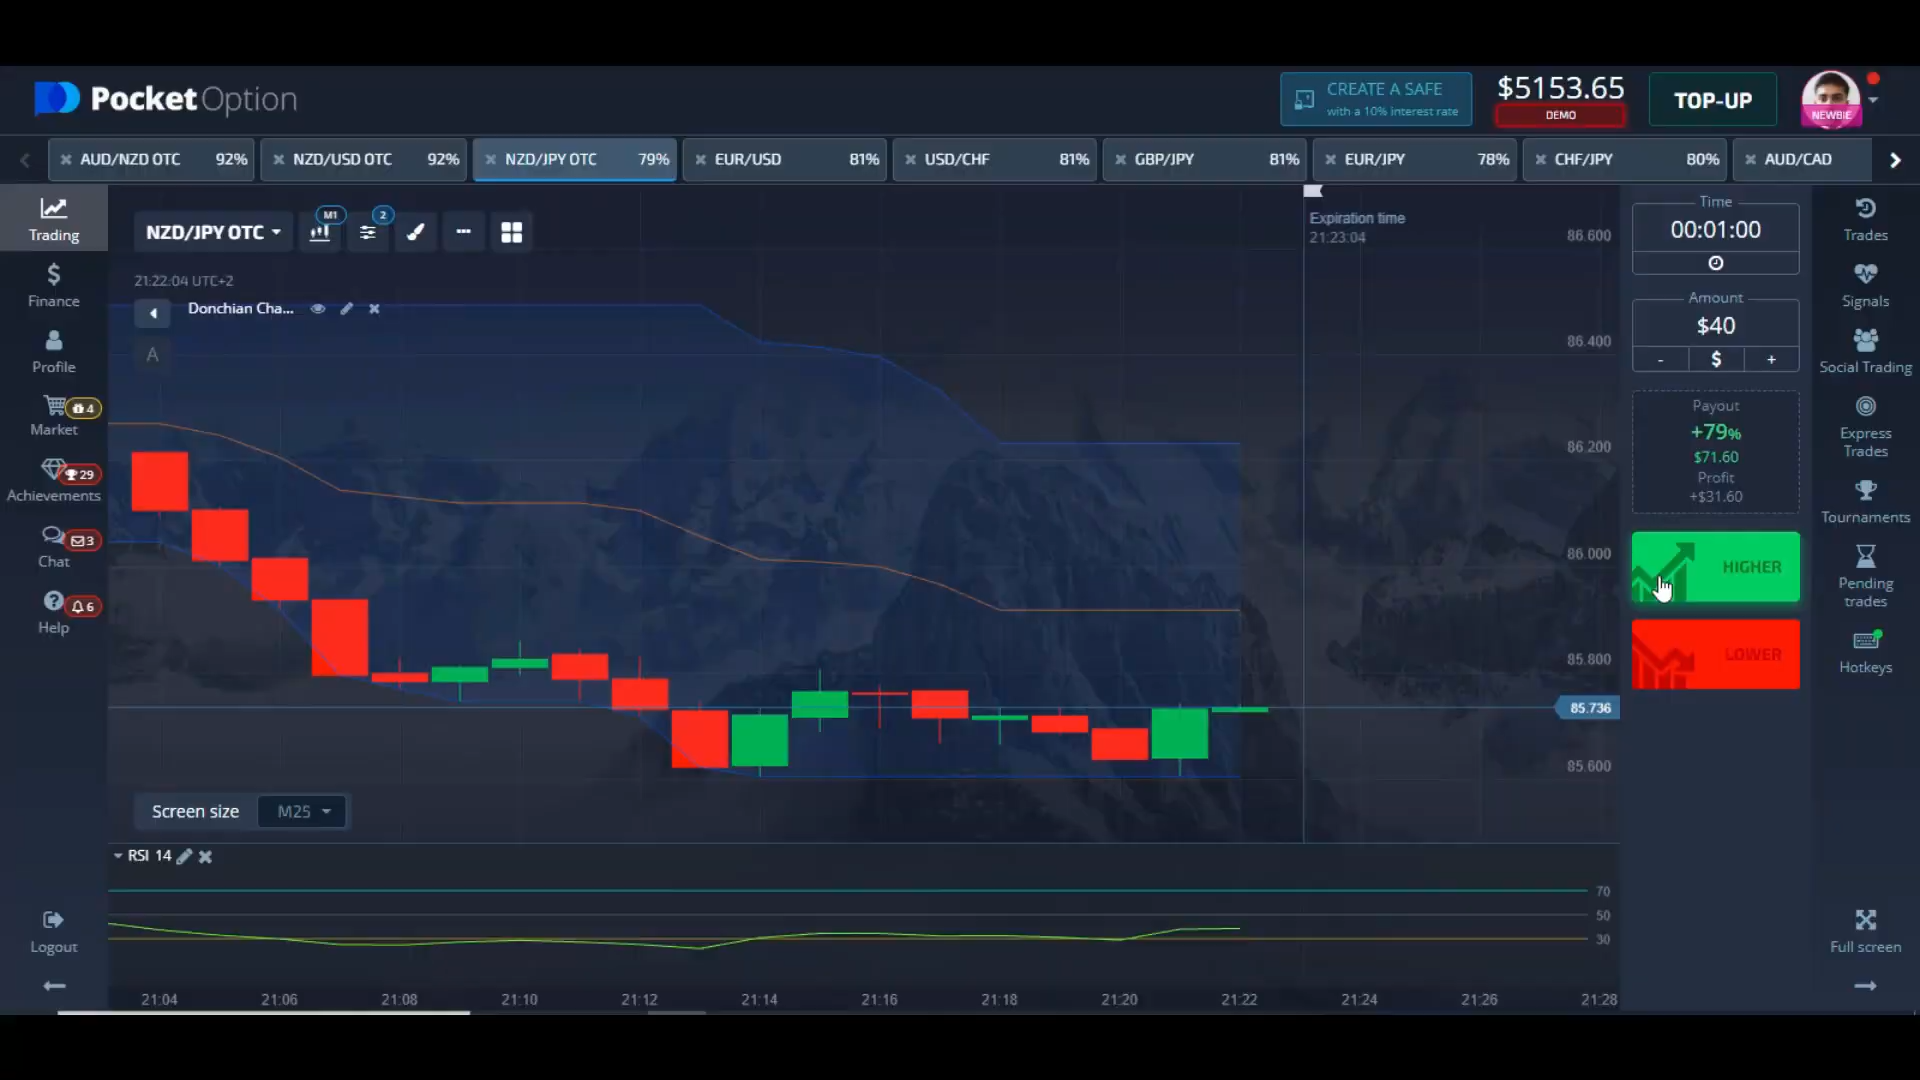 PocketOption
CREATE A SAFE
with a 10% interest rate
$5153.65
DEMO
TOP-UP
NEWBIE
AUD/NZD OTC 92%
NZD/USD OTC 92%
NZD/JPY OTC 79%
EUR/USD 81%
USD/CHF 81%
GBP/JPY 81%
EUR/JPY 78%
CHF/JPY 80%
AUD/CAD
Trading
Finance
Profile
4
Market
29
Achievements
3
Chat
6
Help
Logout
NZD/JPY OTC
M1
2
21:22:04 UTC+2
Donchian Cha...
A
Expiration time
21:23:04
86.600
86.400
86.200
86.000
85.800
85.736
85.600
Screen size M25
RSI 14
70
50
30
21:04 21:06 21:08 21:10 21:12 21:14 21:16 21:18 21:20 21:22 21:24 21:26 21:28
Time
00:01:00
Amount
$40
- $ +
Payout
+79%
$71.60
Profit
+$31.60
HIGHER
LOWER
Trades
Signals
Social Trading
Express
Trades
Tournaments
Pending
trades
Hotkeys
Full screen